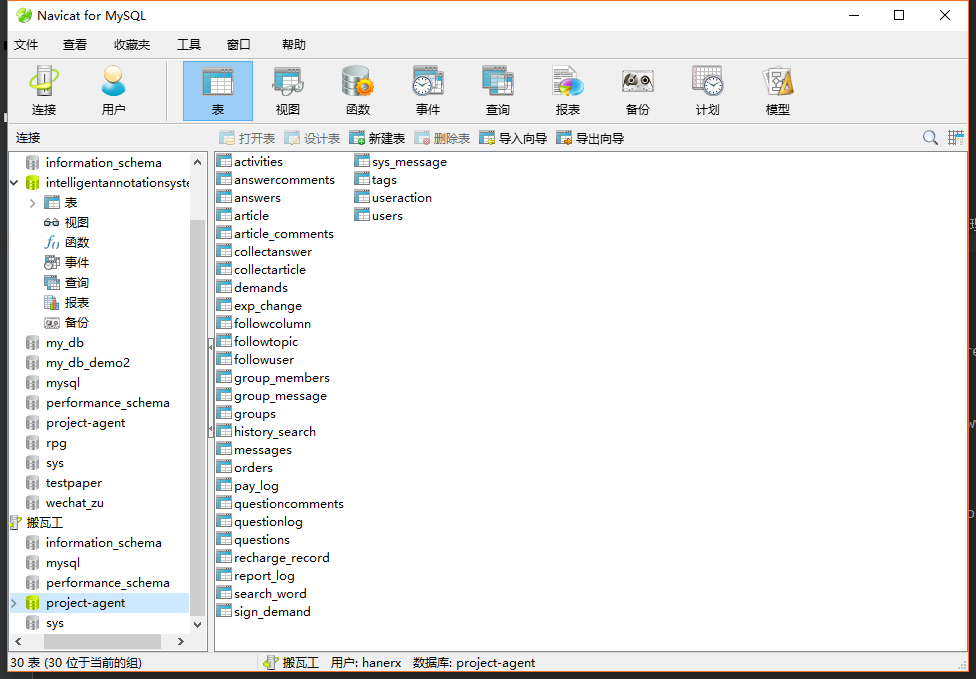 Navicat for MySQL
文件 查看 收藏夹 工具 窗口 帮助
连接 用户 表 视图 函数 事件 查询 报表 备份 计划 模型
连接
打开表 设计表 新建表 删除表 导入向导 导出向导
information_schema
intelligentannotationsyste
表
视图
函数
事件
查询
报表
备份
my_db
my_db_demo2
mysql
performance_schema
project-agent
rpg
sys
testpaper
wechat_zu
搬瓦工
information_schema
mysql
performance_schema
project-agent
sys
activities
answercomments
answers
article
article_comments
collectanswer
collectarticle
demands
exp_change
followcolumn
followtopic
followuser
group_members
group_message
groups
history_search
messages
orders
pay_log
questioncomments
questionlog
questions
recharge_record
report_log
search_word
sign_demand
sys_message
tags
useraction
users
30 表 (30 位于当前的组)
搬瓦工 用户: hanerx 数据库: project-agent